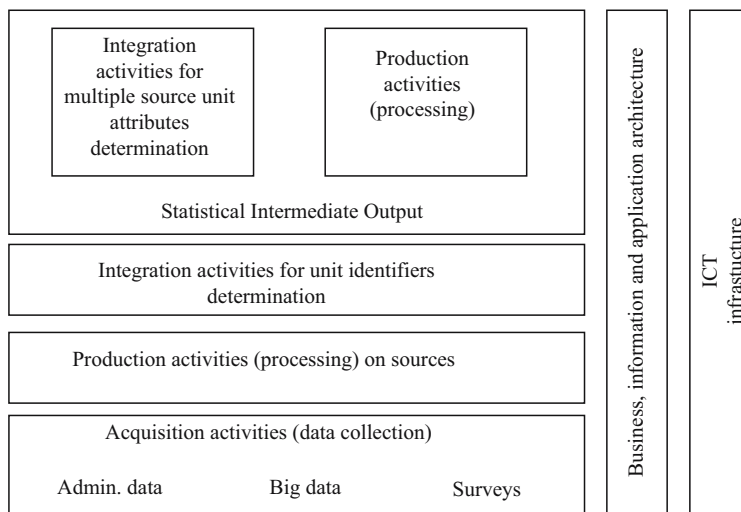 Integration
activities for
multiple source unit
attributes
determination
Production
activities
(processing)
Statistical Intermediate Output
Integration activities for unit identifiers
determination
Production activities (processing) on sources
Acquisition activities (data collection)
Admin. data
Big data
Surveys
Business, information and application architecture
ICT
infrastucture